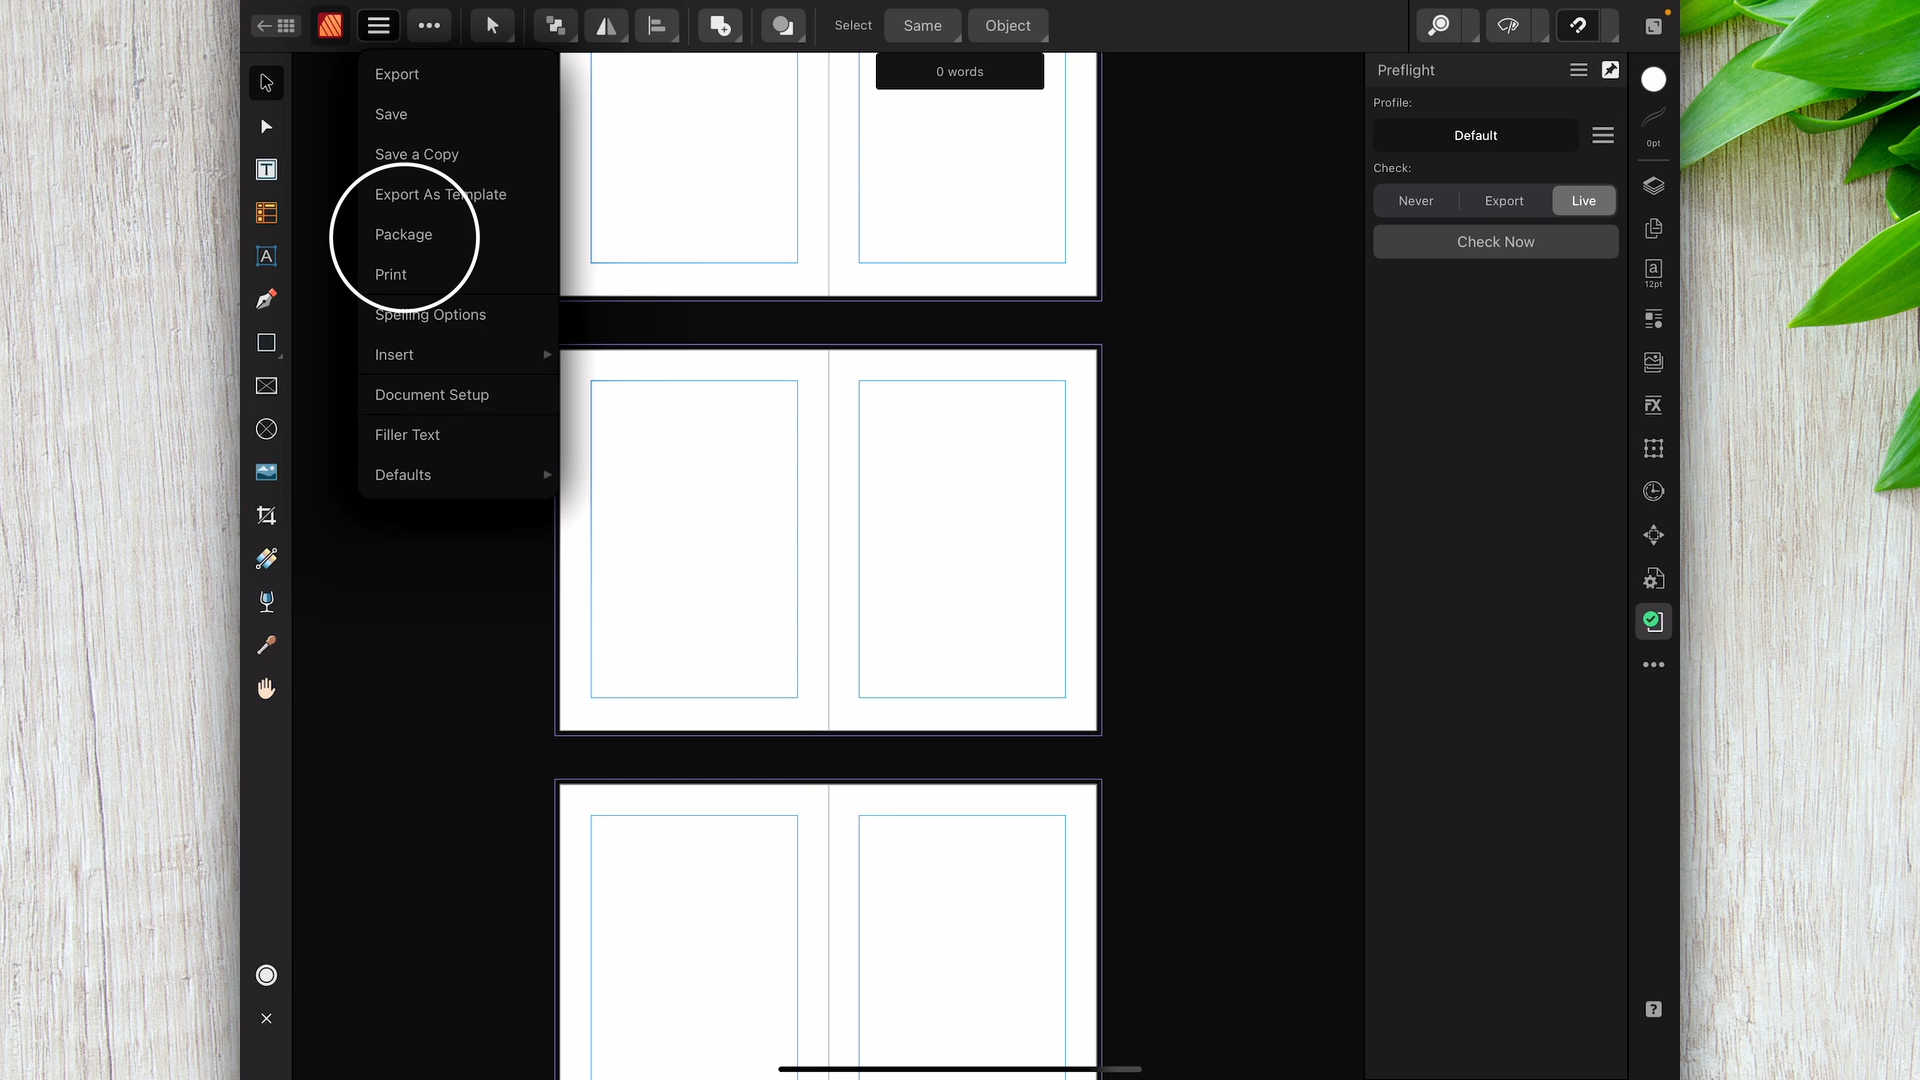 Select
Same
Object
Export
Save
Save a Copy
Export As Template
Package
Print
Spelling Options
Insert
Document Setup
Filler Text
Defaults
0 words
Preflight
Profile:
Default
Check:
Never
Export
Live
Check Now
0pt
a
12pt
FX
T
A
?